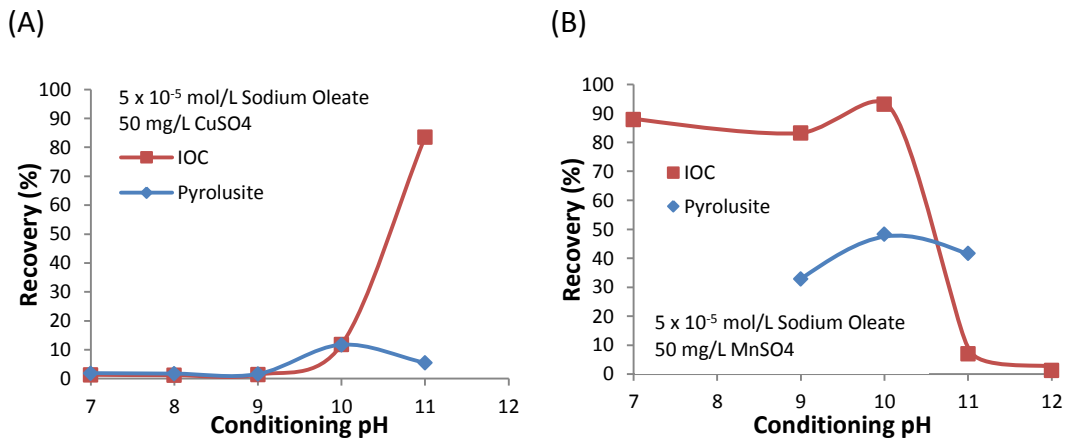 (A)
(B)
5 x 10⁻⁵ mol/L Sodium Oleate
50 mg/L CuSO4
IOC
Pyrolusite
Recovery (%)
100
90
80
70
60
50
40
30
20
10
0
7 8 9 10 11 12
Conditioning pH
100
90
80
70
60
50
40
30
20
10
0
Recovery (%)
IOC
Pyrolusite
5 x 10⁻⁵ mol/L Sodium Oleate
50 mg/L MnSO4
7 8 9 10 11 12
Conditioning pH